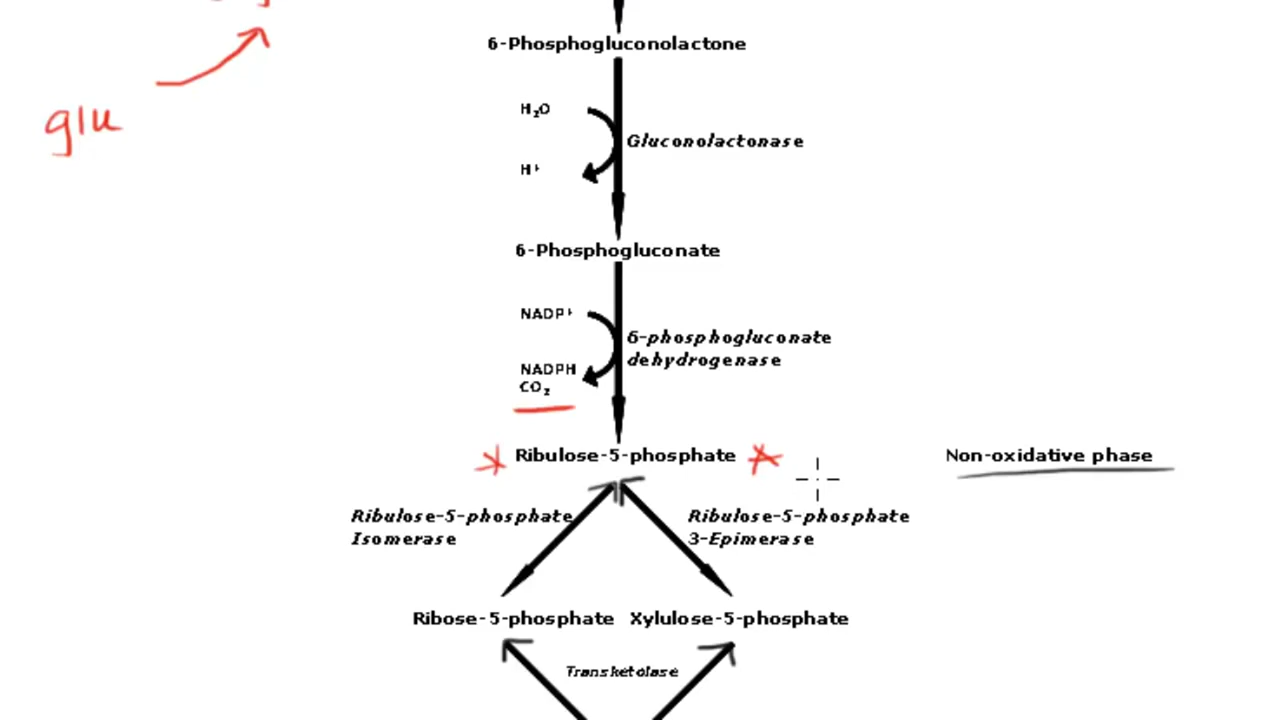 6-Phosphogluconolactone
glu
H₂O
Gluconolactonase
H+
6-Phosphogluconate
NADP+
6-phosphogluconate
dehydrogenase
NADPH
CO₂
Ribulose-5-phosphate
Non-oxidative phase
Ribulose-5-phosphate
Isomerase
Ribulose-5-phosphate
3-Epimerase
Ribose-5-phosphate
Xylulose-5-phosphate
Transketolase